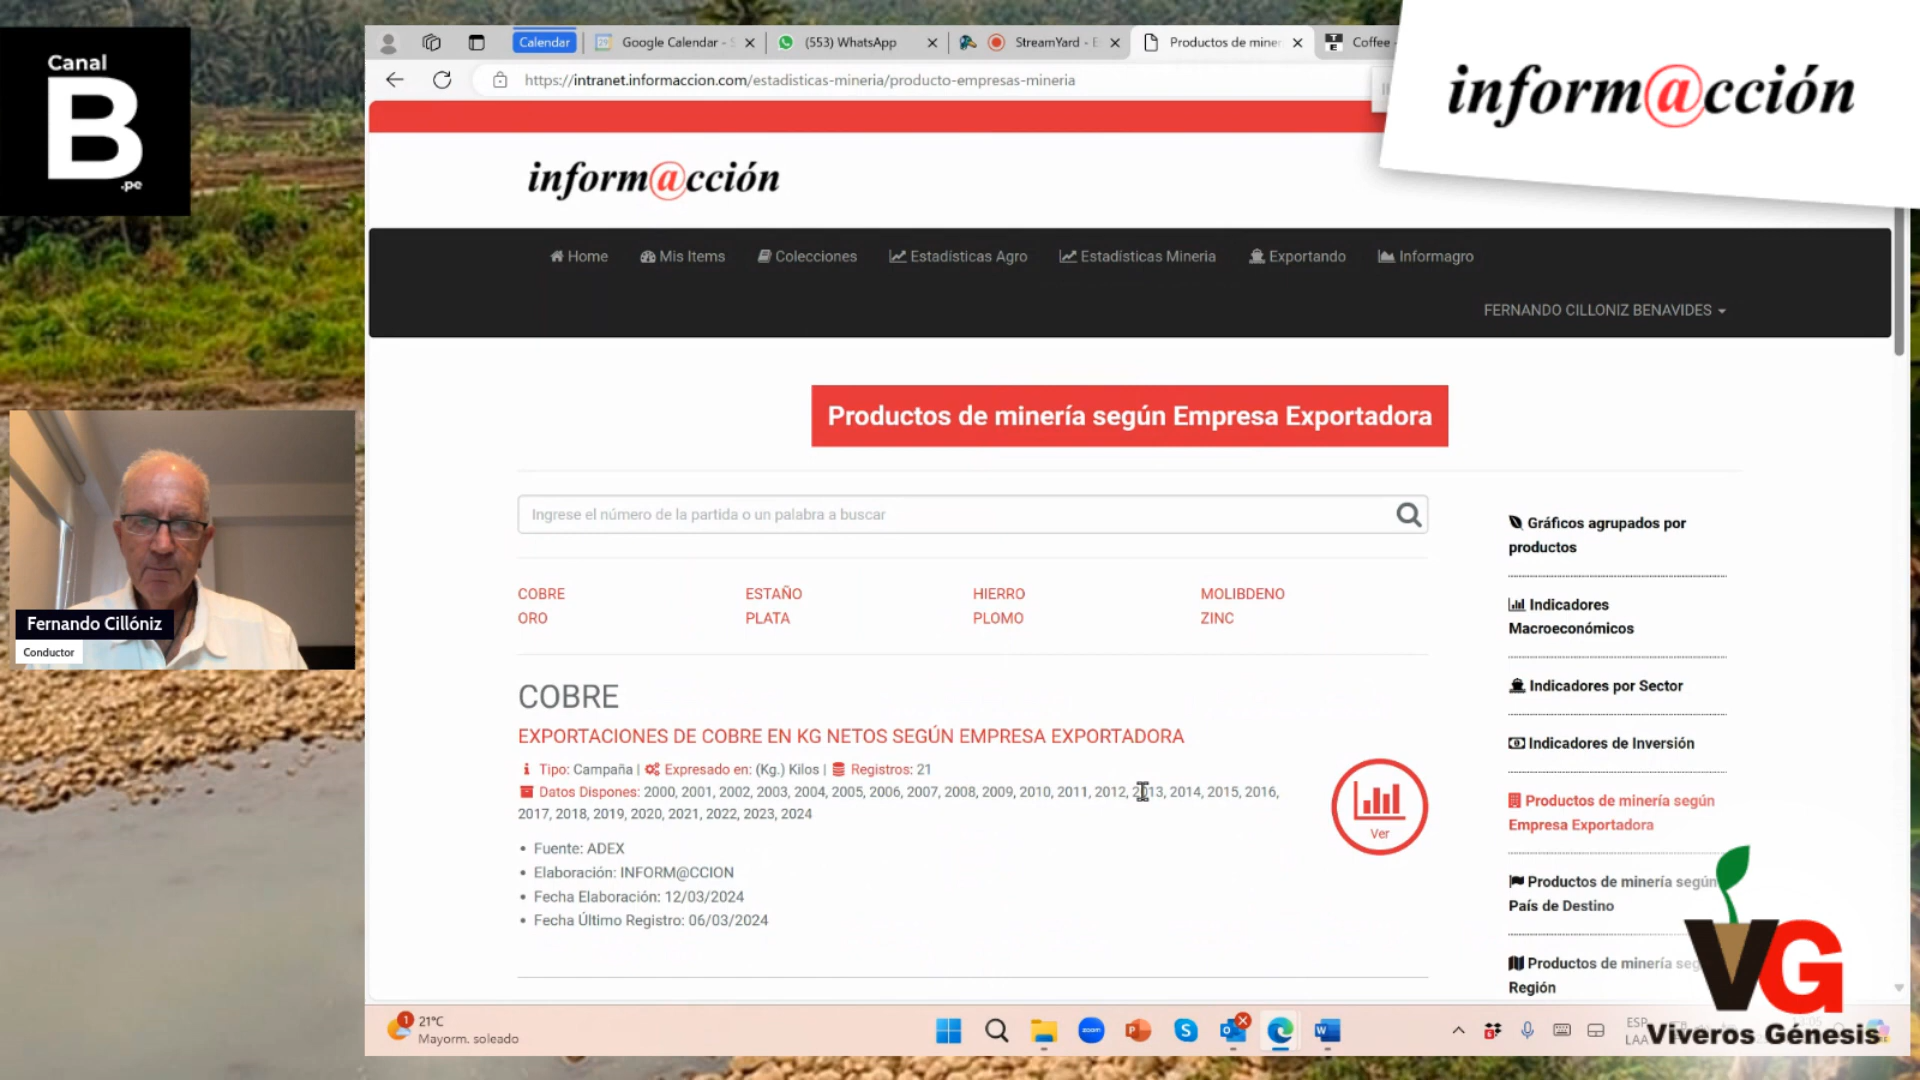 Canal
B
.pe
Calendar
Google Calendar - S
(553) WhatsApp
StreamYard - E
Productos de miner
Coffee -
https://intranet.informaccion.com/estadisticas-mineria/producto-empresas-mineria
inform@cción
inform@cción
Home
Mis Items
Colecciones
Estadísticas Agro
Estadísticas Mineria
Exportando
Informagro
FERNANDO CILLONIZ BENAVIDES
Productos de minería según Empresa Exportadora
Ingrese el número de la partida o un palabra a buscar
COBRE
ESTAÑO
HIERRO
MOLIBDENO
ORO
PLATA
PLOMO
ZINC
COBRE
EXPORTACIONES DE COBRE EN KG NETOS SEGÚN EMPRESA EXPORTADORA
Tipo: Campaña | Expresado en: (Kg.) Kilos | Registros: 21
Datos Dispones: 2000, 2001, 2002, 2003, 2004, 2005, 2006, 2007, 2008, 2009, 2010, 2011, 2012, 2013, 2014, 2015, 2016,
2017, 2018, 2019, 2020, 2021, 2022, 2023, 2024
• Fuente: ADEX
• Elaboración: INFORM@CCION
• Fecha Elaboración: 12/03/2024
• Fecha Último Registro: 06/03/2024
Ver
Gráficos agrupados por
productos
Indicadores
Macroeconómicos
Indicadores por Sector
Indicadores de Inversión
Productos de minería según
Empresa Exportadora
Productos de minería según
País de Destino
Productos de minería seg
Región
Fernando Cillóniz
Conductor
VG
Viveros Génesis
1
21°C
Mayorm. soleado
zoom
ESP
LAA